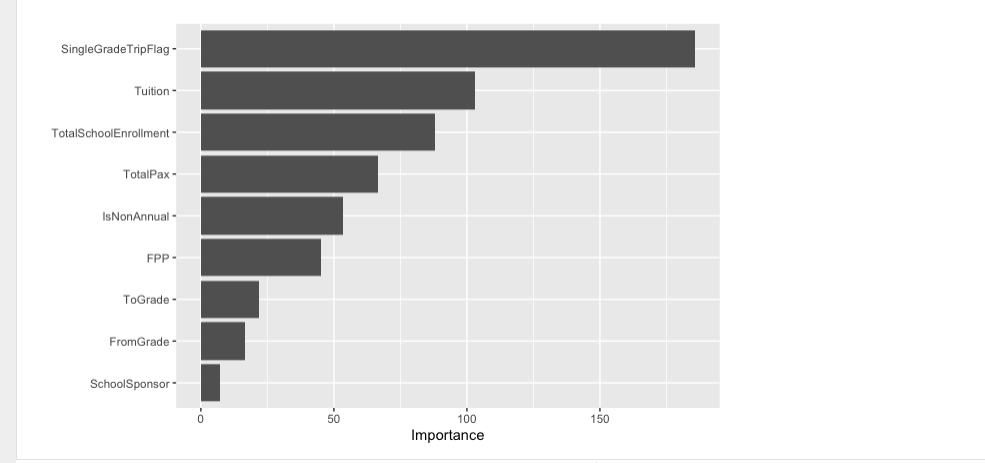 SingleGradeTripFlag
Tuition
TotalSchoolEnrollment
TotalPax
IsNonAnnual
FPP
ToGrade
FromGrade
SchoolSponsor
0 50 100 150
Importance